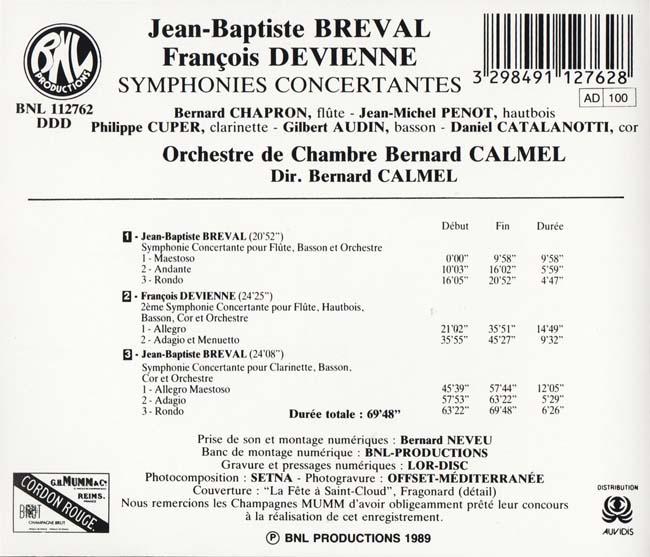 BNL
PRODUCTIONS
BNL 112762
DDD
Jean-Baptiste BREVAL
François DEVIENNE
SYMPHONIES CONCERTANTES
3 298491 127628
AD 100
Bernard CHAPRON, flûte - Jean-Michel PENOT, hautbois
Philippe CUPER, clarinette - Gilbert AUDIN, basson - Daniel CATALANOTTI, cor
Orchestre de Chambre Bernard CALMEL
Dir. Bernard CALMEL
Début Fin Durée
1 - Jean-Baptiste BREVAL (20'52")
Symphonie Concertante pour Flûte, Basson et Orchestre
1 - Maestoso 0'00" 9'58" 9'58"
2 - Andante 10'03" 16'02" 5'59"
3 - Rondo 16'05" 20'52" 4'47"
2 - François DEVIENNE (24'25")
2ème Symphonie Concertante pour Flûte, Hautbois,
Basson, Cor et Orchestre
1 - Allegro 21'02" 35'51" 14'49"
2 - Adagio et Menuetto 35'55" 45'27" 9'32"
3 - Jean-Baptiste BREVAL (24'08")
Symphonie Concertante pour Clarinette, Basson,
Cor et Orchestre
1 - Allegro Maestoso 45'39" 57'44" 12'05"
2 - Adagio 57'53" 63'22" 5'29"
3 - Rondo 63'22" 69'48" 6'26"
Durée totale : 69'48"
Prise de son et montage numériques : Bernard NEVEU
Banc de montage numérique : BNL-PRODUCTIONS
Gravure et pressages numériques : LOR-DISC
Photocomposition : SETNA - Photogravure : OFFSET-MÉDITERRANÉE
Couverture : "La Fête à Saint-Cloud", Fragonard (détail)
Nous remercions les Champagnes MUMM d'avoir obligeamment prêté leur concours
à la réalisation de cet enregistrement.
Ⓟ BNL PRODUCTIONS 1989
G.H.MUMM & Cº
REIMS.
FRANCE
CORDON ROUGE.
BRUT
CHAMPAGNE BRUT
DISTRIBUTION
AUVIDIS